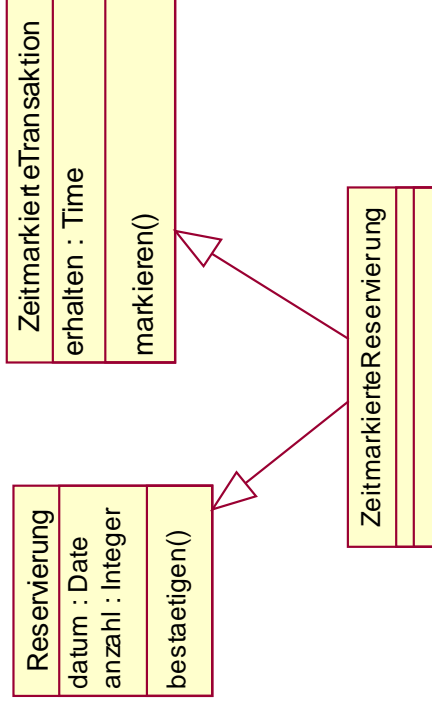 Reservierung
datum : Date
anzahl : Integer
bestaetigen()
ZeitmarkierteTransaktion
erhalten : Time
markieren()
ZeitmarkierteReservierung